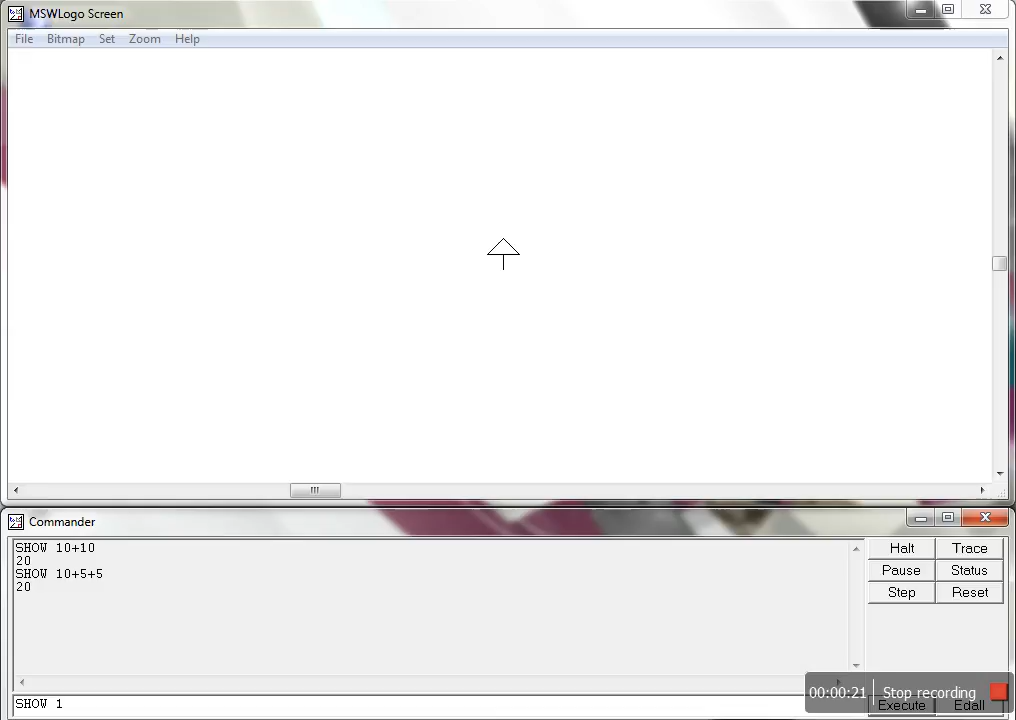 MSWLogo Screen
File Bitmap Set Zoom Help
Commander
SHOW 10+10
20
SHOW 10+5+5
20
Halt Trace
Pause Status
Step Reset
SHOW 1
00:00:21 Stop recording
Execute Edall